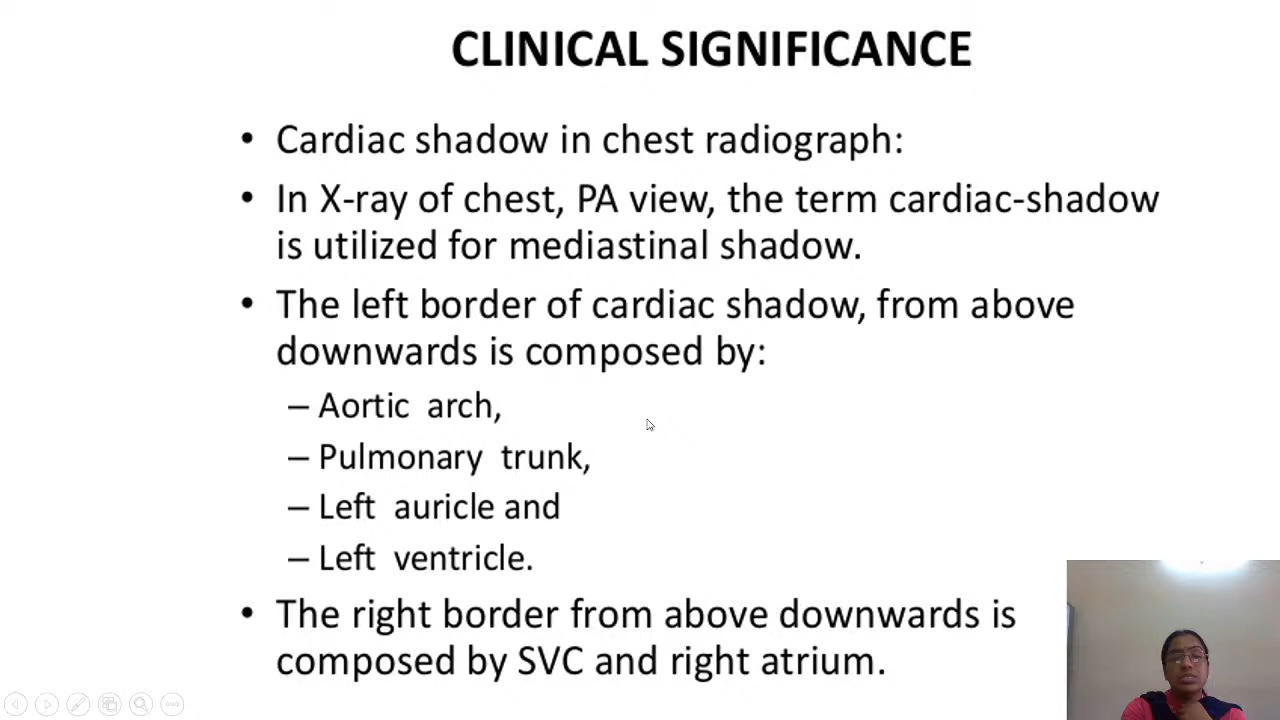 CLINICAL SIGNIFICANCE
• Cardiac shadow in chest radiograph:
• In X-ray of chest, PA view, the term cardiac-shadow
is utilized for mediastinal shadow.
• The left border of cardiac shadow, from above
downwards is composed by:
– Aortic arch,
– Pulmonary trunk,
– Left auricle and
– Left ventricle.
• The right border from above downwards is
composed by SVC and right atrium.